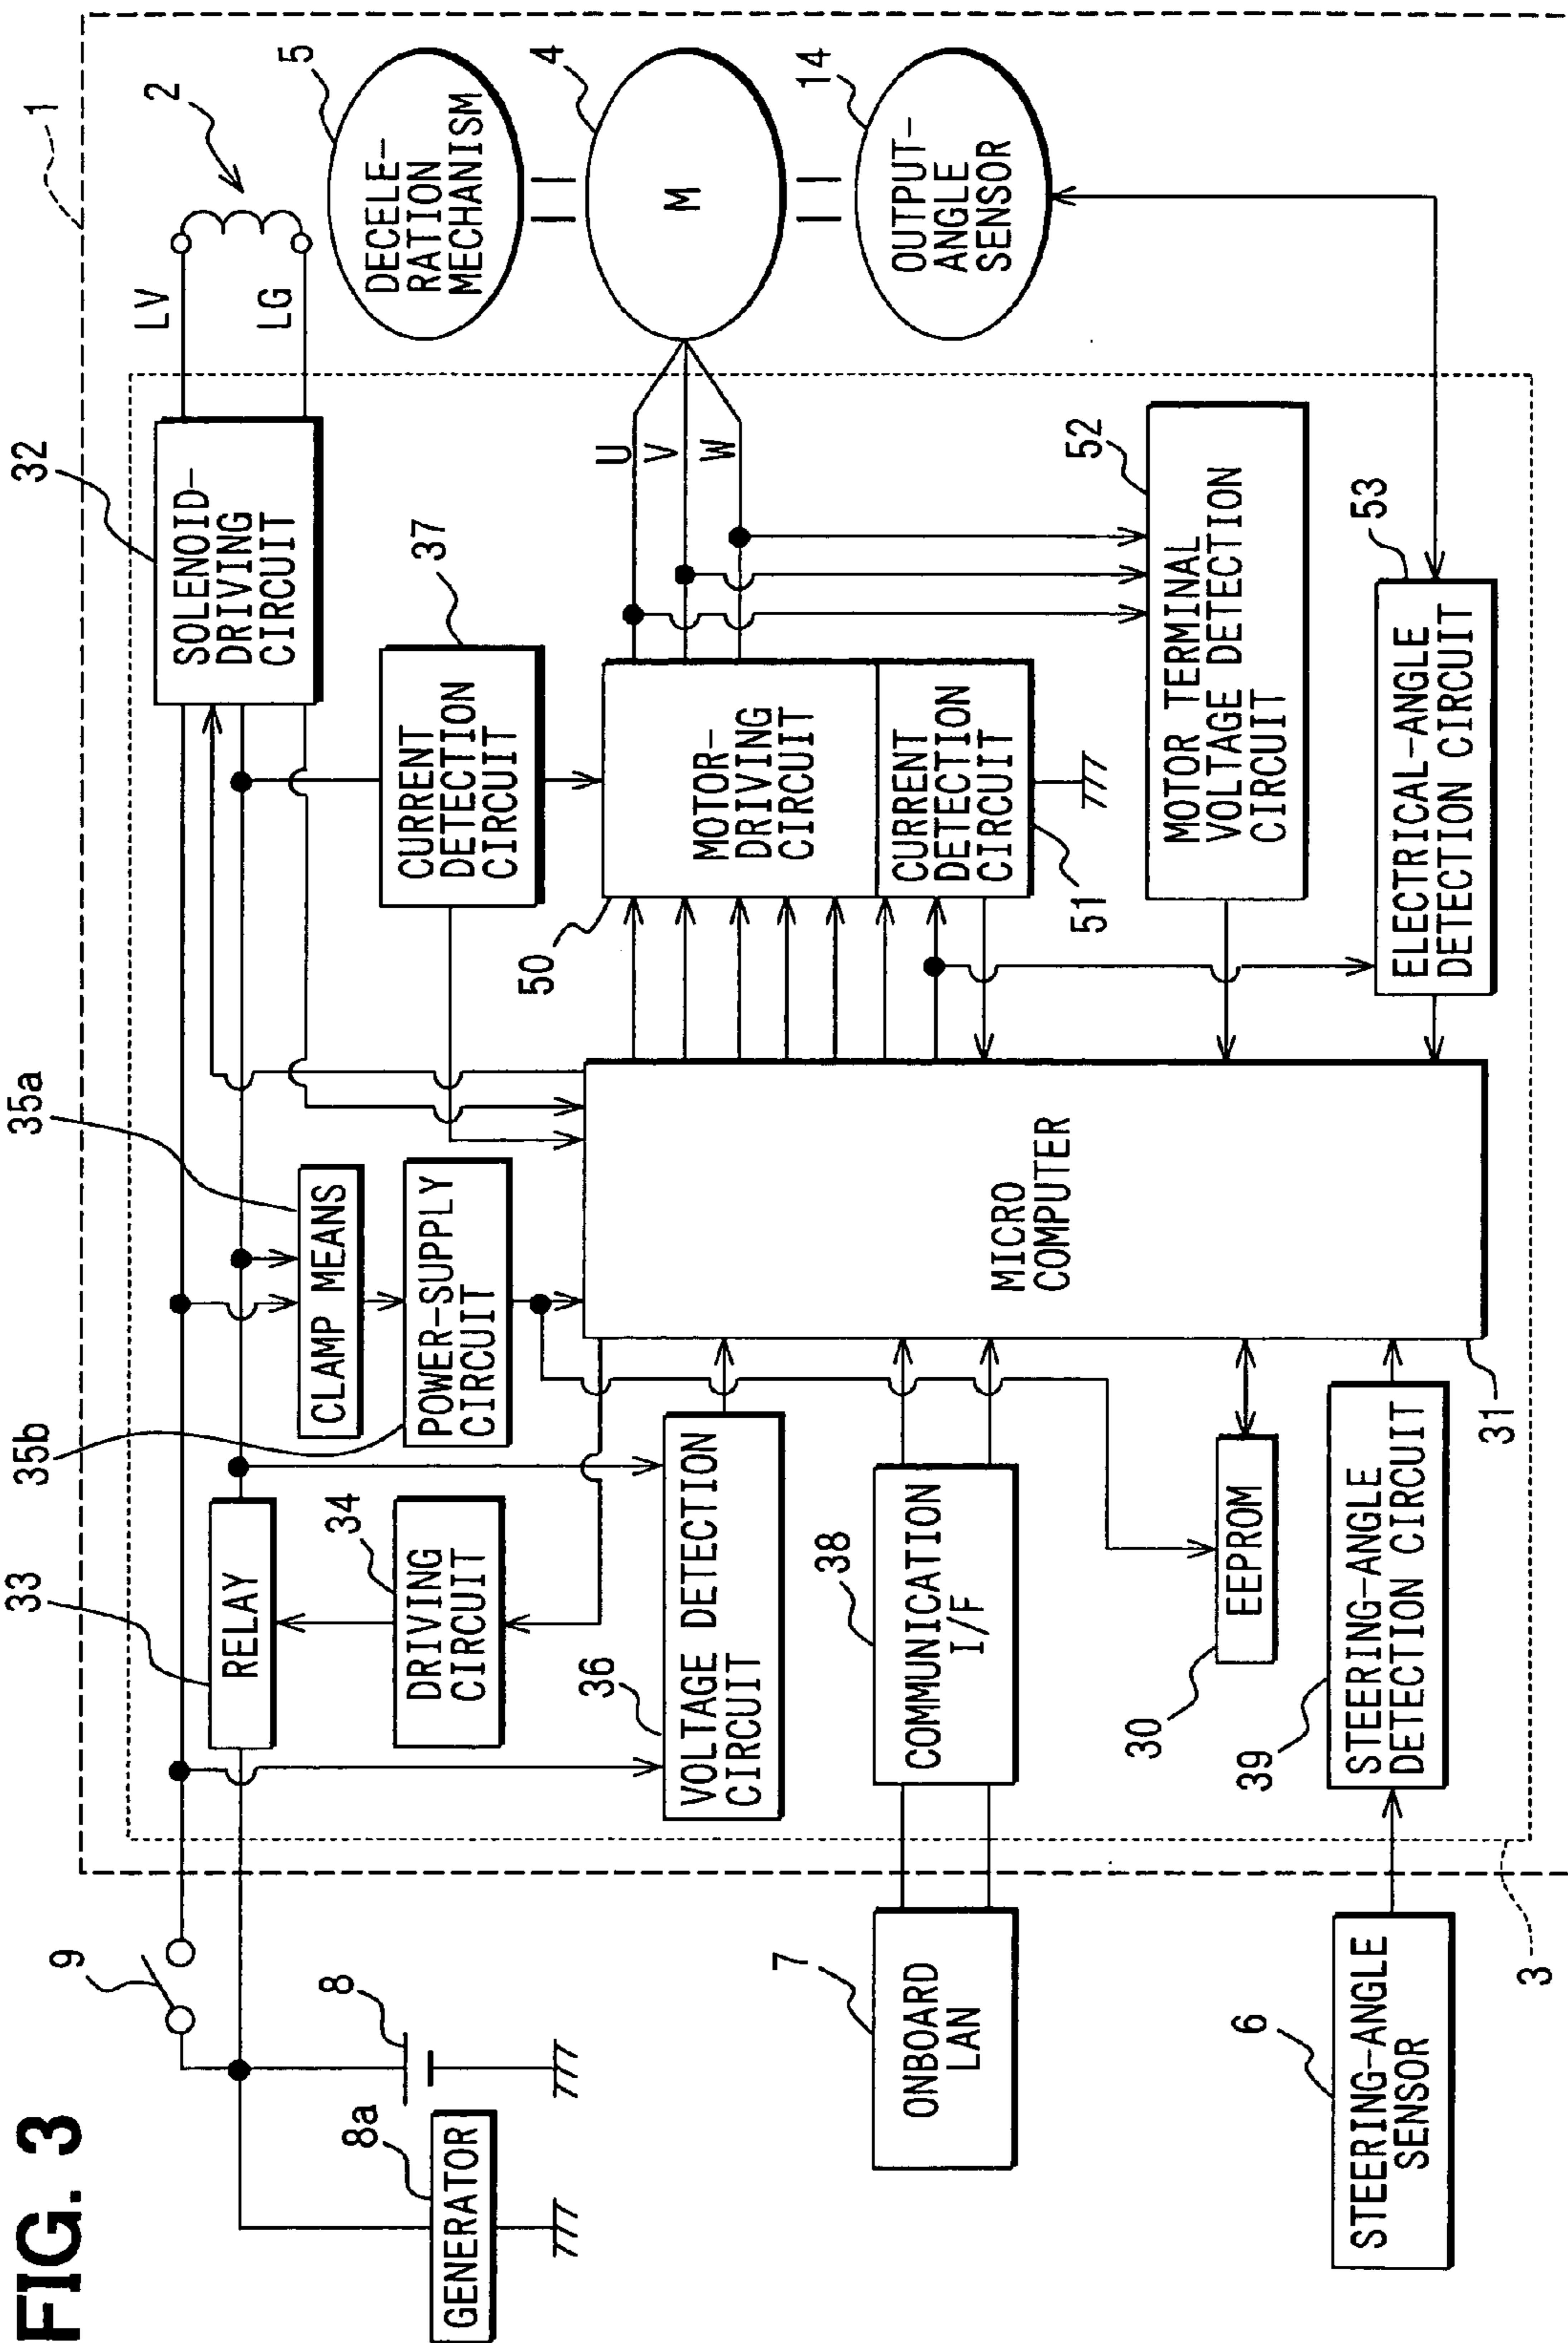 FIG. 3
1
2
LV
LG
5
DECELE-
RATION
MECHANISM
4
M
14
OUTPUT-
ANGLE
SENSOR
32
SOLENOID-
DRIVING
CIRCUIT
37
CURRENT
DETECTION
CIRCUIT
U
V
W
50
MOTOR-
DRIVING
CIRCUIT
CURRENT
DETECTION
CIRCUIT
51
52
MOTOR TERMINAL
VOLTAGE DETECTION
CIRCUIT
53
ELECTRICAL-ANGLE
DETECTION CIRCUIT
35a
CLAMP MEANS
35b
POWER-SUPPLY
CIRCUIT
MICRO
COMPUTER
31
33
RELAY
34
DRIVING
CIRCUIT
36
VOLTAGE DETECTION
CIRCUIT
38
COMMUNICATION
I/F
30
EEPROM
39
STEERING-ANGLE
DETECTION CIRCUIT
3
9
8
8a
GENERATOR
7
ONBOARD
LAN
6
STEERING-ANGLE
SENSOR